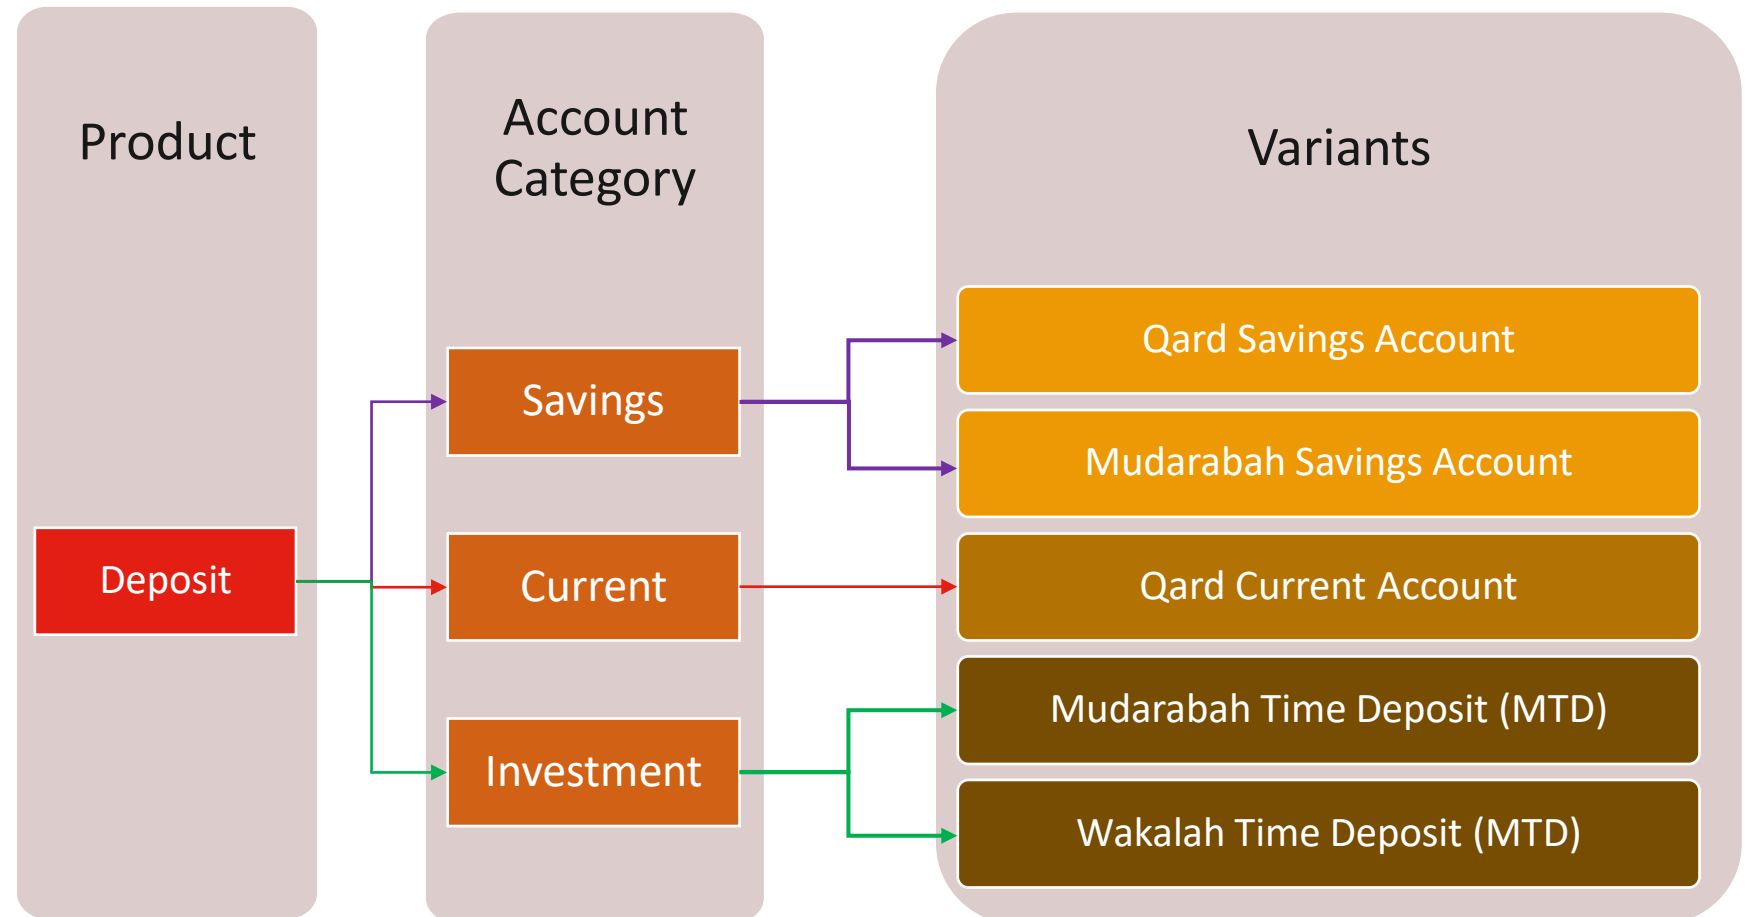 Product
Account
Category
Variants
Deposit
Savings
Current
Investment
Qard Savings Account
Mudarabah Savings Account
Qard Current Account
Mudarabah Time Deposit (MTD)
Wakalah Time Deposit (MTD)